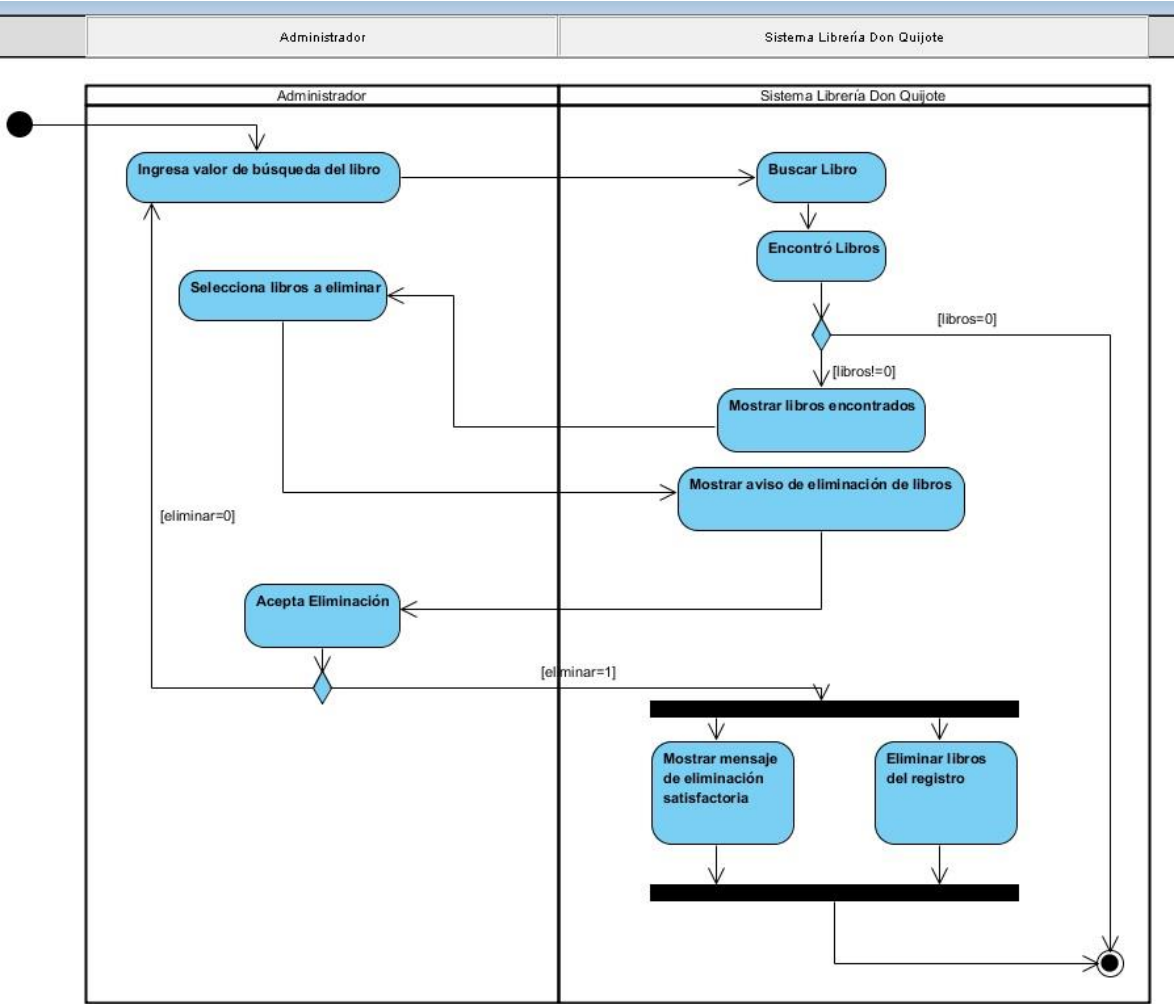 Administrador
Sistema Librería Don Quijote
Administrador
Sistema Librería Don Quijote
Ingresa valor de búsqueda del libro
Buscar Libro
Encontró Libros
Selecciona libros a eliminar
[libros=0]
[libros!=0]
Mostrar libros encontrados
Mostrar aviso de eliminación de libros
[eliminar=0]
Acepta Eliminación
[eliminar=1]
Mostrar mensaje
de eliminación
satisfactoria
Eliminar libros
del registro